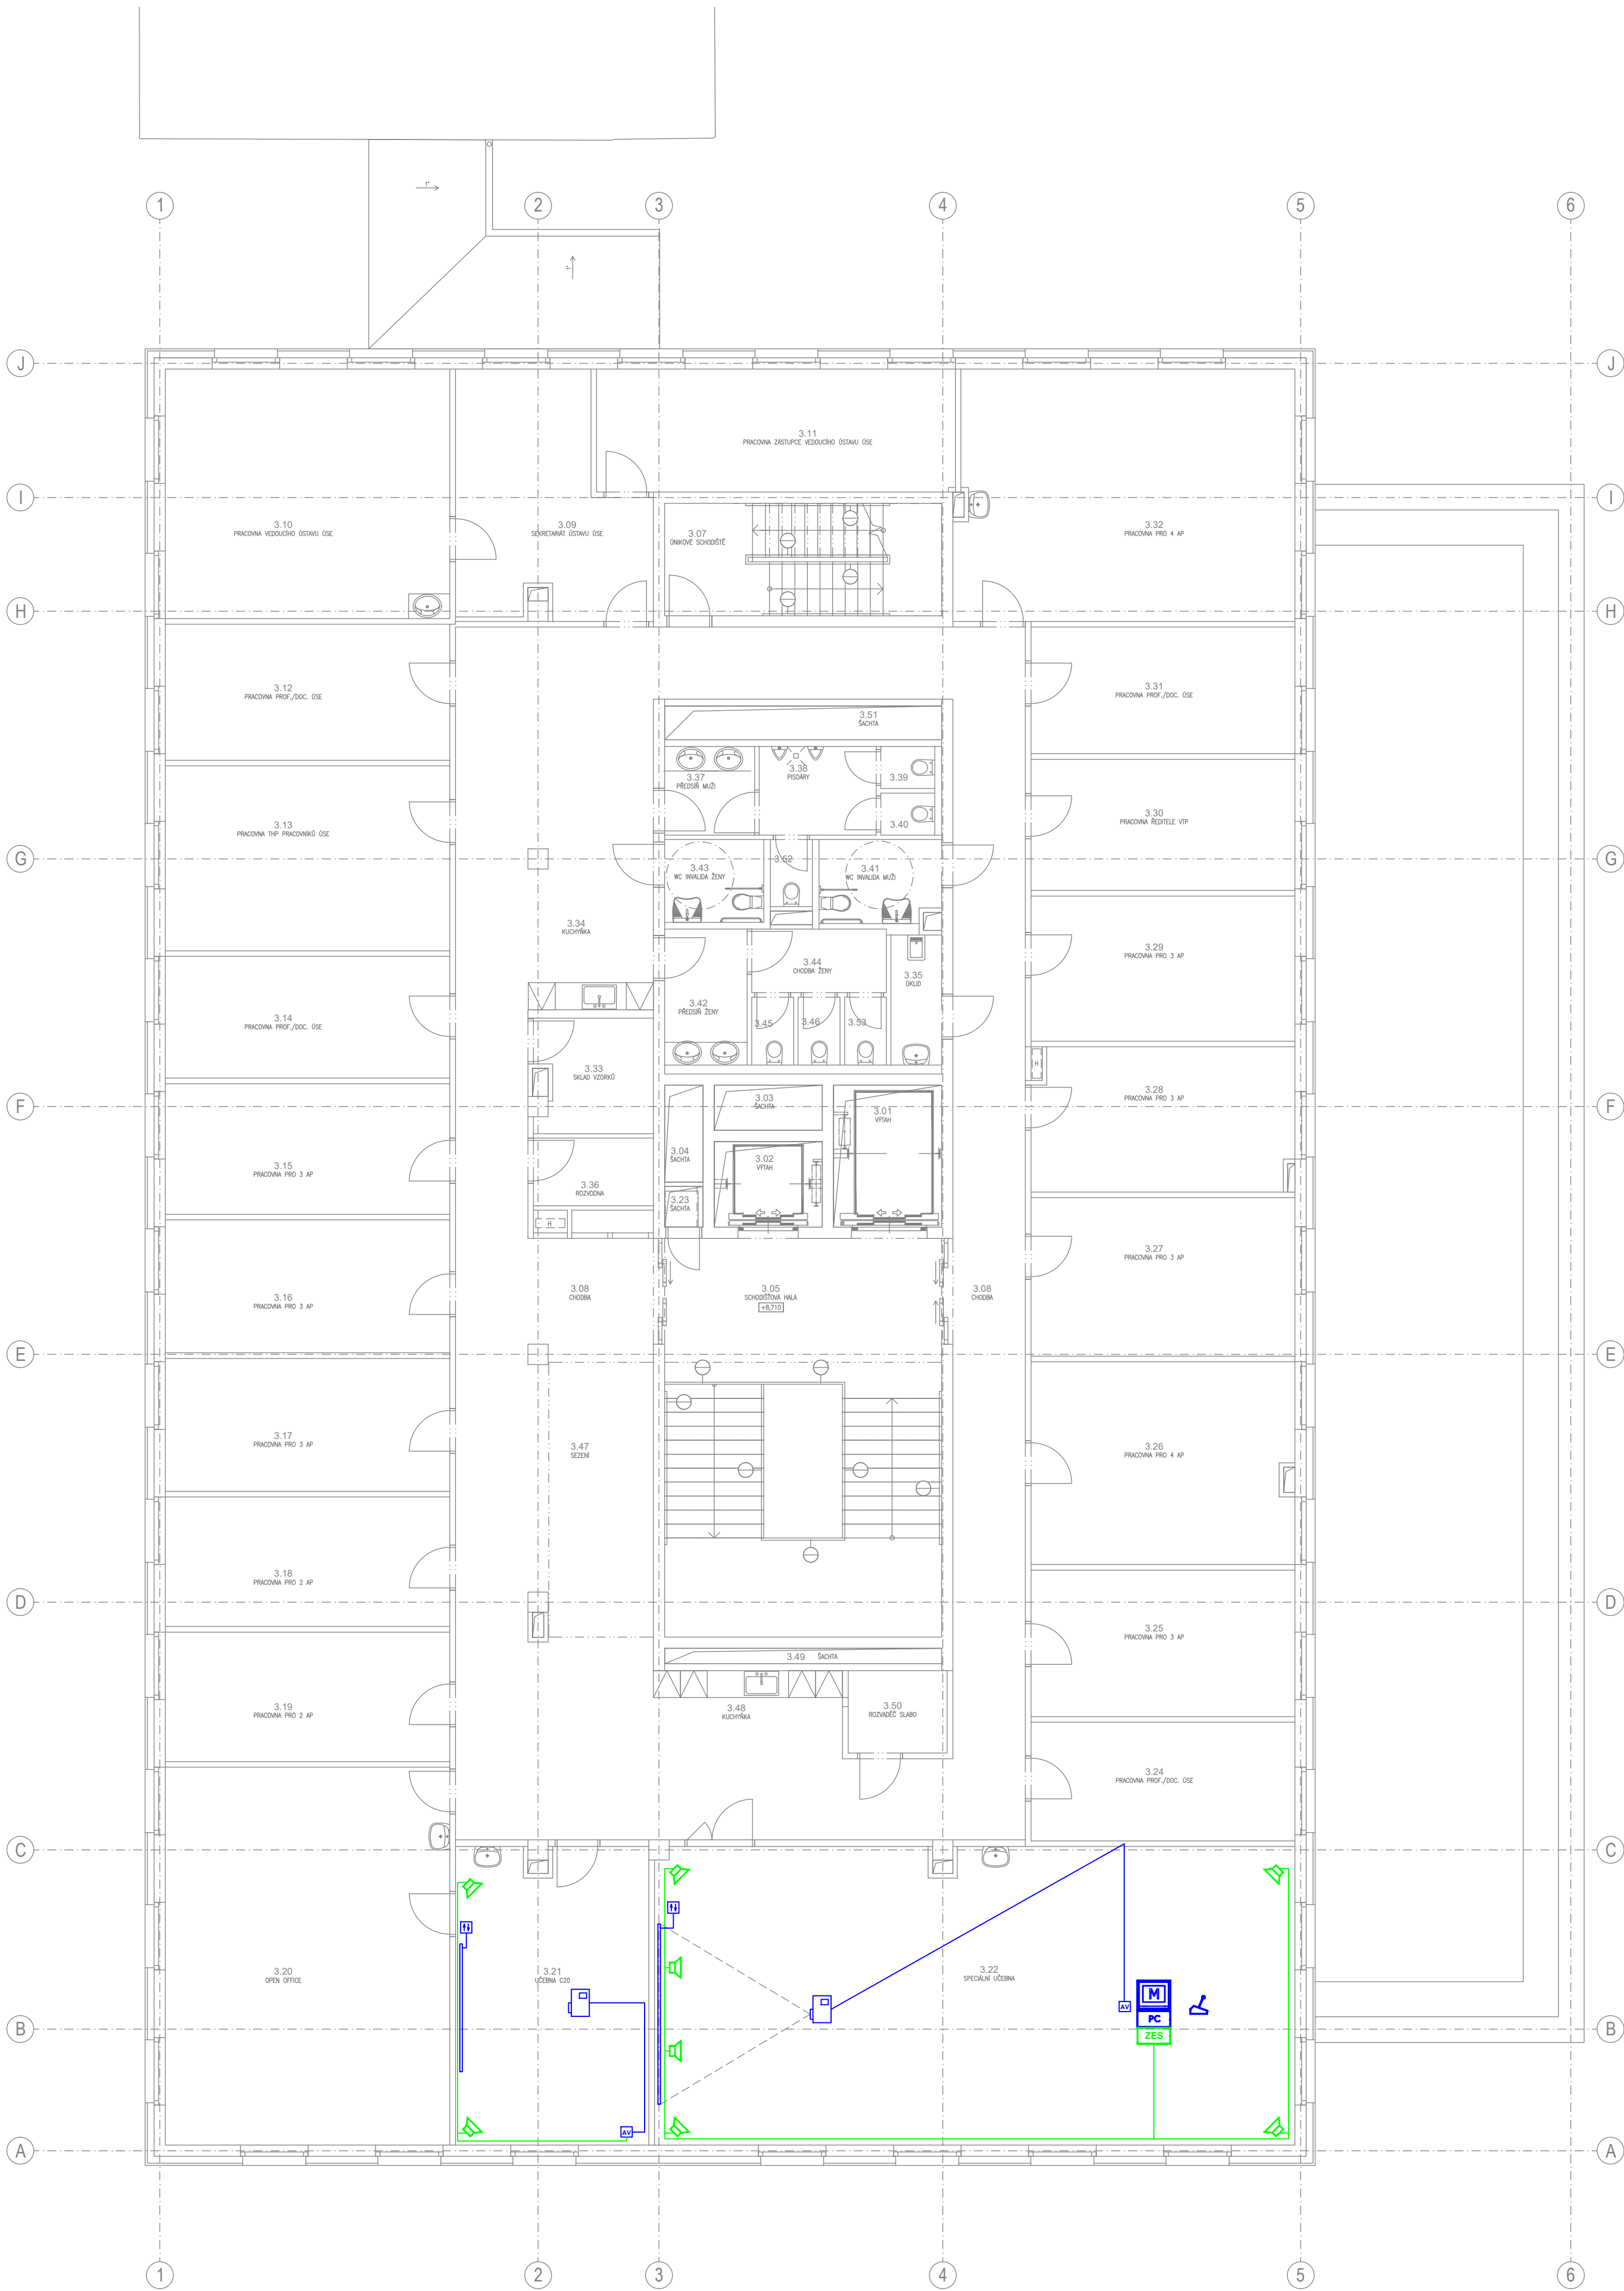 1°
1 2 3 4 5 6
1°
J J
3.11
PRACOVNA ZÁSTUPCE VEDOUCÍHO ÚSTAVU ÚSE
I I
3.10
PRACOVNA VEDOUCÍHO ÚSTAVU ÚSE
3.09
SEKRETARIÁT ÚSTAVU ÚSE
3.07
ÚNIKOVÉ SCHODIŠTĚ
3.32
PRACOVNA PRO 4 AP
H H
3.12
PRACOVNA PROF./DOC. ÚSE
3.31
PRACOVNA PROF./DOC. ÚSE
3.51
ŠACHTA
3.37
PŘEDSÍŇ MUŽI
3.38
PISOÁRY
3.39
3.40
3.13
PRACOVNA THP PRACOVNÍKŮ ÚSE
3.30
PRACOVNA ŘEDITELE VTP
G G
3.43
WC INVALIDA ŽENY
3.52
3.41
WC INVALIDA MUŽI
3.34
KUCHYŇKA
3.29
PRACOVNA PRO 3 AP
3.44
CHODBA ŽENY
3.35
ÚKLID
3.14
PRACOVNA PROF./DOC. ÚSE
3.42
PŘEDSÍŇ ŽENY
3.45
3.46
3.53
3.33
SKLAD VZORKŮ
H
3.28
PRACOVNA PRO 3 AP
F F
3.03
ŠACHTA
3.01
VÝTAH
3.04
ŠACHTA
3.02
VÝTAH
3.15
PRACOVNA PRO 3 AP
3.36
ROZVODNA
3.23
ŠACHTA
H
3.27
PRACOVNA PRO 3 AP
3.16
PRACOVNA PRO 3 AP
3.08
CHODBA
3.05
SCHODIŠŤOVÁ HALA
+8,710
3.08
CHODBA
E E
3.17
PRACOVNA PRO 3 AP
3.47
SEZENÍ
3.26
PRACOVNA PRO 4 AP
3.18
PRACOVNA PRO 2 AP
D D
3.25
PRACOVNA PRO 3 AP
3.49 ŠACHTA
3.19
PRACOVNA PRO 2 AP
3.48
KUCHYŇKA
3.50
ROZVADĚČ SLABO
3.24
PRACOVNA PROF./DOC. ÚSE
C C
3.20
OPEN OFFICE
3.21
UČEBNA C20
3.22
SPECIÁLNÍ UČEBNA
AV
M
PC
ZES
B B
AV
A A
1 2 3 4 5 6